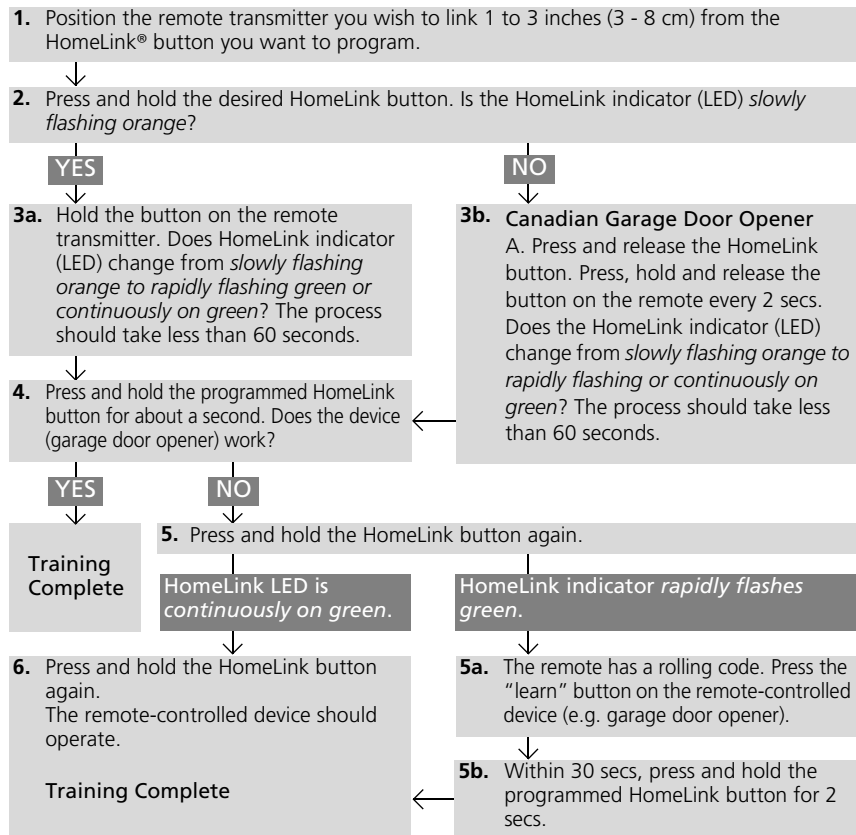 1. Position the remote transmitter you wish to link 1 to 3 inches (3 - 8 cm) from the
HomeLink® button you want to program.
2. Press and hold the desired HomeLink button. Is the HomeLink indicator (LED) slowly
flashing orange?
YES
NO
3a. Hold the button on the remote
transmitter. Does HomeLink indicator
(LED) change from slowly flashing
orange to rapidly flashing green or
continuously on green? The process
should take less than 60 seconds.
3b. Canadian Garage Door Opener
A. Press and release the HomeLink
button. Press, hold and release the
button on the remote every 2 secs.
Does the HomeLink indicator (LED)
change from slowly flashing orange to
rapidly flashing or continuously on
green? The process should take less
than 60 seconds.
4. Press and hold the programmed HomeLink
button for about a second. Does the device
(garage door opener) work?
YES
NO
Training
Complete
5. Press and hold the HomeLink button again.
HomeLink LED is
continuously on green.
HomeLink indicator rapidly flashes
green.
6. Press and hold the HomeLink button
again.
The remote-controlled device should
operate.
Training Complete
5a. The remote has a rolling code. Press the
“learn” button on the remote-controlled
device (e.g. garage door opener).
5b. Within 30 secs, press and hold the
programmed HomeLink button for 2
secs.